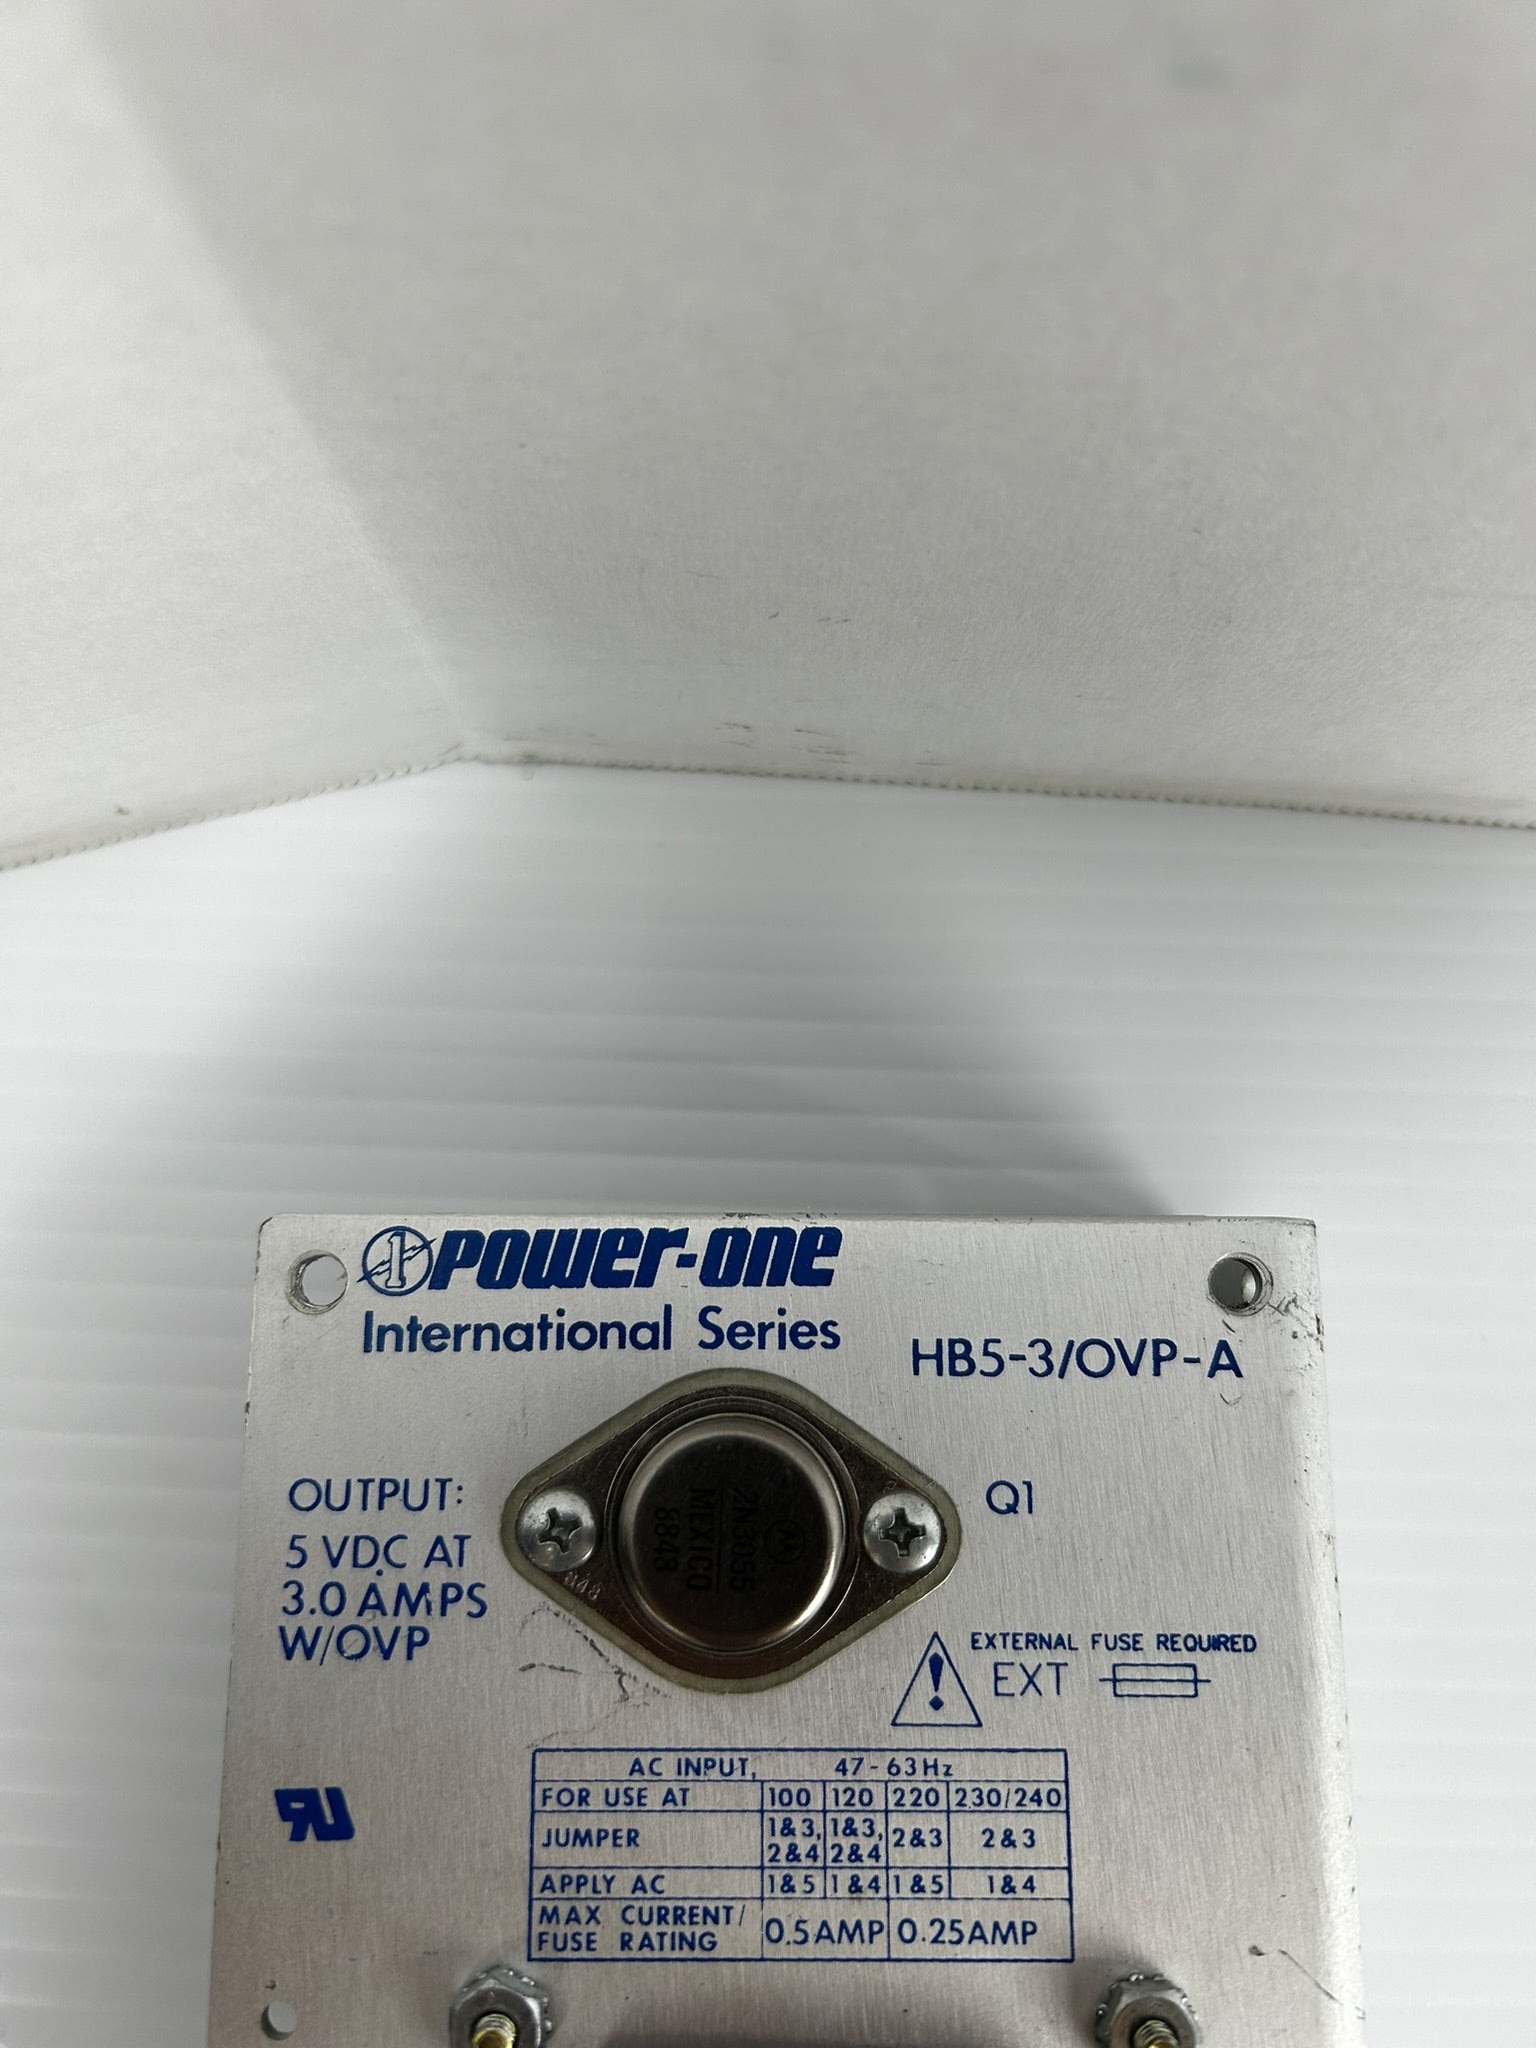 1 POWER-ONE
International Series
HB5-3/OVP-A
OUTPUT:
5 VDC AT
3.0 AMPS
W/OVP
2N3055
MEXICO
8843
Q1
EXTERNAL FUSE REQUIRED
EXT
AC INPUT, 47-63Hz
FOR USE AT 100 120 220 230/240
JUMPER 1&3, 2&4 1&3, 2&4 2&3 2&3
APPLY AC 1&5 1&4 1&5 1&4
MAX CURRENT/
FUSE RATING 0.5AMP 0.25AMP